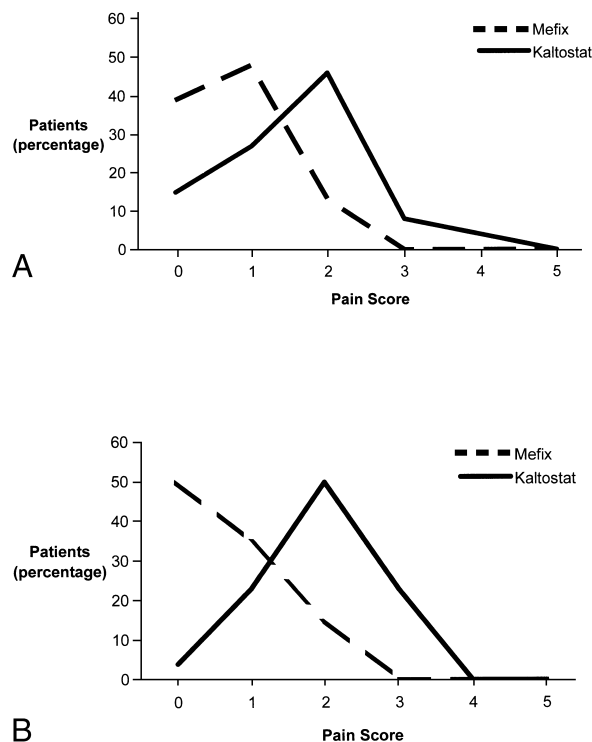 60
50
40
30
20
10
0
Patients
(percentage)
Mefix
Kaltostat
0 1 2 3 4 5
Pain Score
A
60
50
40
30
20
10
0
Patients
(percentage)
Mefix
Kaltostat
0 1 2 3 4 5
Pain Score
B